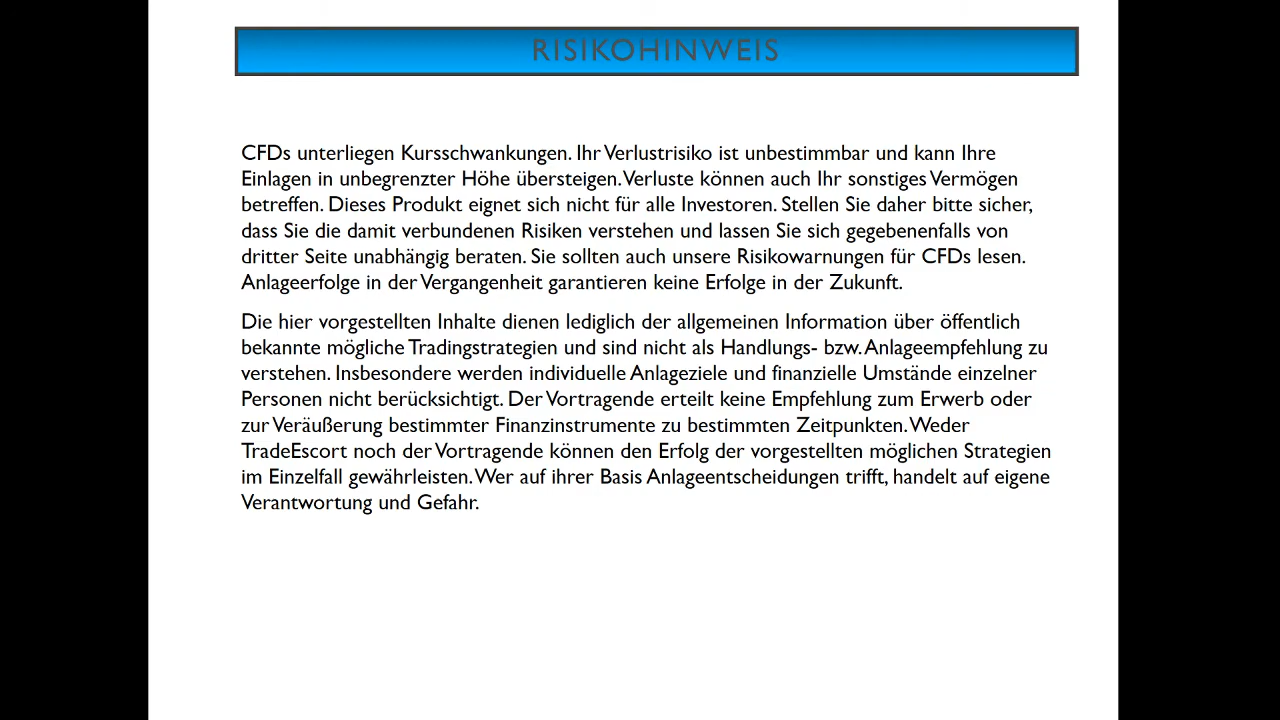 RISIKOHINWEIS
CFDs unterliegen Kursschwankungen. Ihr Verlustrisiko ist unbestimmbar und kann Ihre
Einlagen in unbegrenzter Höhe übersteigen. Verluste können auch Ihr sonstiges Vermögen
betreffen. Dieses Produkt eignet sich nicht für alle Investoren. Stellen Sie daher bitte sicher,
dass Sie die damit verbundenen Risiken verstehen und lassen Sie sich gegebenenfalls von
dritter Seite unabhängig beraten. Sie sollten auch unsere Risikowarnungen für CFDs lesen.
Anlageerfolge in der Vergangenheit garantieren keine Erfolge in der Zukunft.
Die hier vorgestellten Inhalte dienen lediglich der allgemeinen Information über öffentlich
bekannte mögliche Tradingstrategien und sind nicht als Handlungs- bzw. Anlageempfehlung zu
verstehen. Insbesondere werden individuelle Anlageziele und finanzielle Umstände einzelner
Personen nicht berücksichtigt. Der Vortragende erteilt keine Empfehlung zum Erwerb oder
zur Veräußerung bestimmter Finanzinstrumente zu bestimmten Zeitpunkten. Weder
TradeEscort noch der Vortragende können den Erfolg der vorgestellten möglichen Strategien
im Einzelfall gewährleisten. Wer auf ihrer Basis Anlageentscheidungen trifft, handelt auf eigene
Verantwortung und Gefahr.